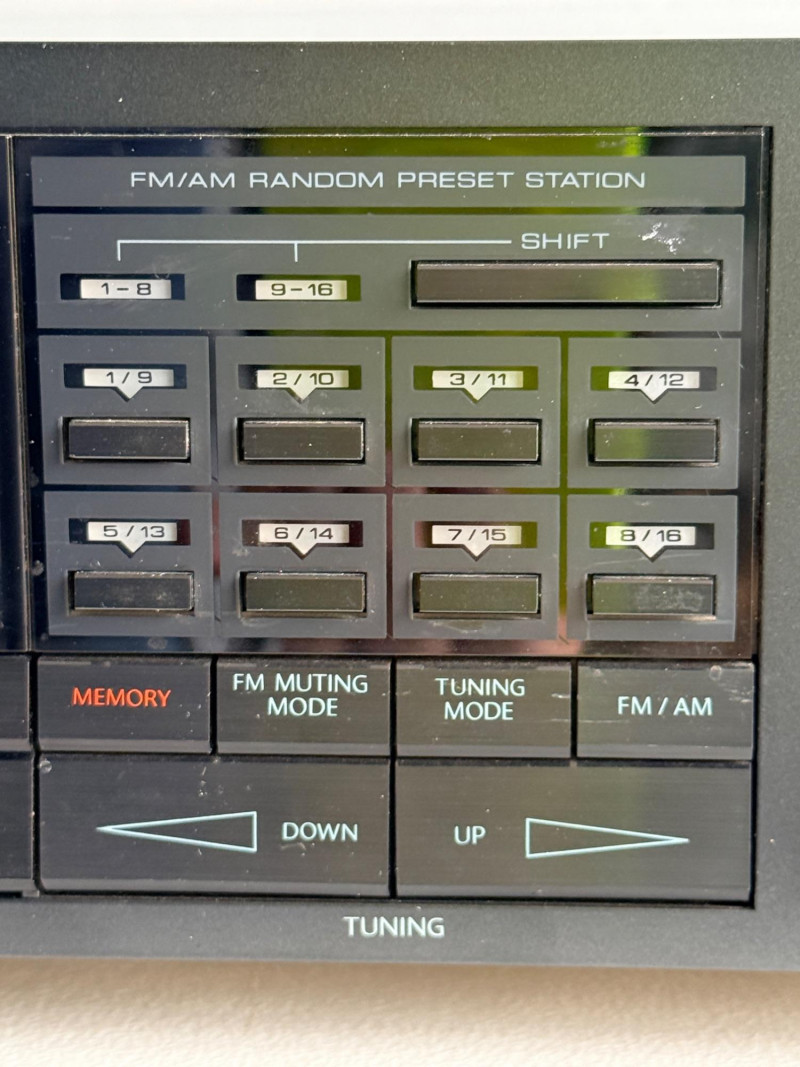 FM/AM RANDOM PRESET STATION
SHIFT
1-8 9-16
1/9 2/10 3/11 4/12
5/13 6/14 7/15 8/16
MEMORY FM MUTING MODE TUNING MODE FM / AM
DOWN UP
TUNING